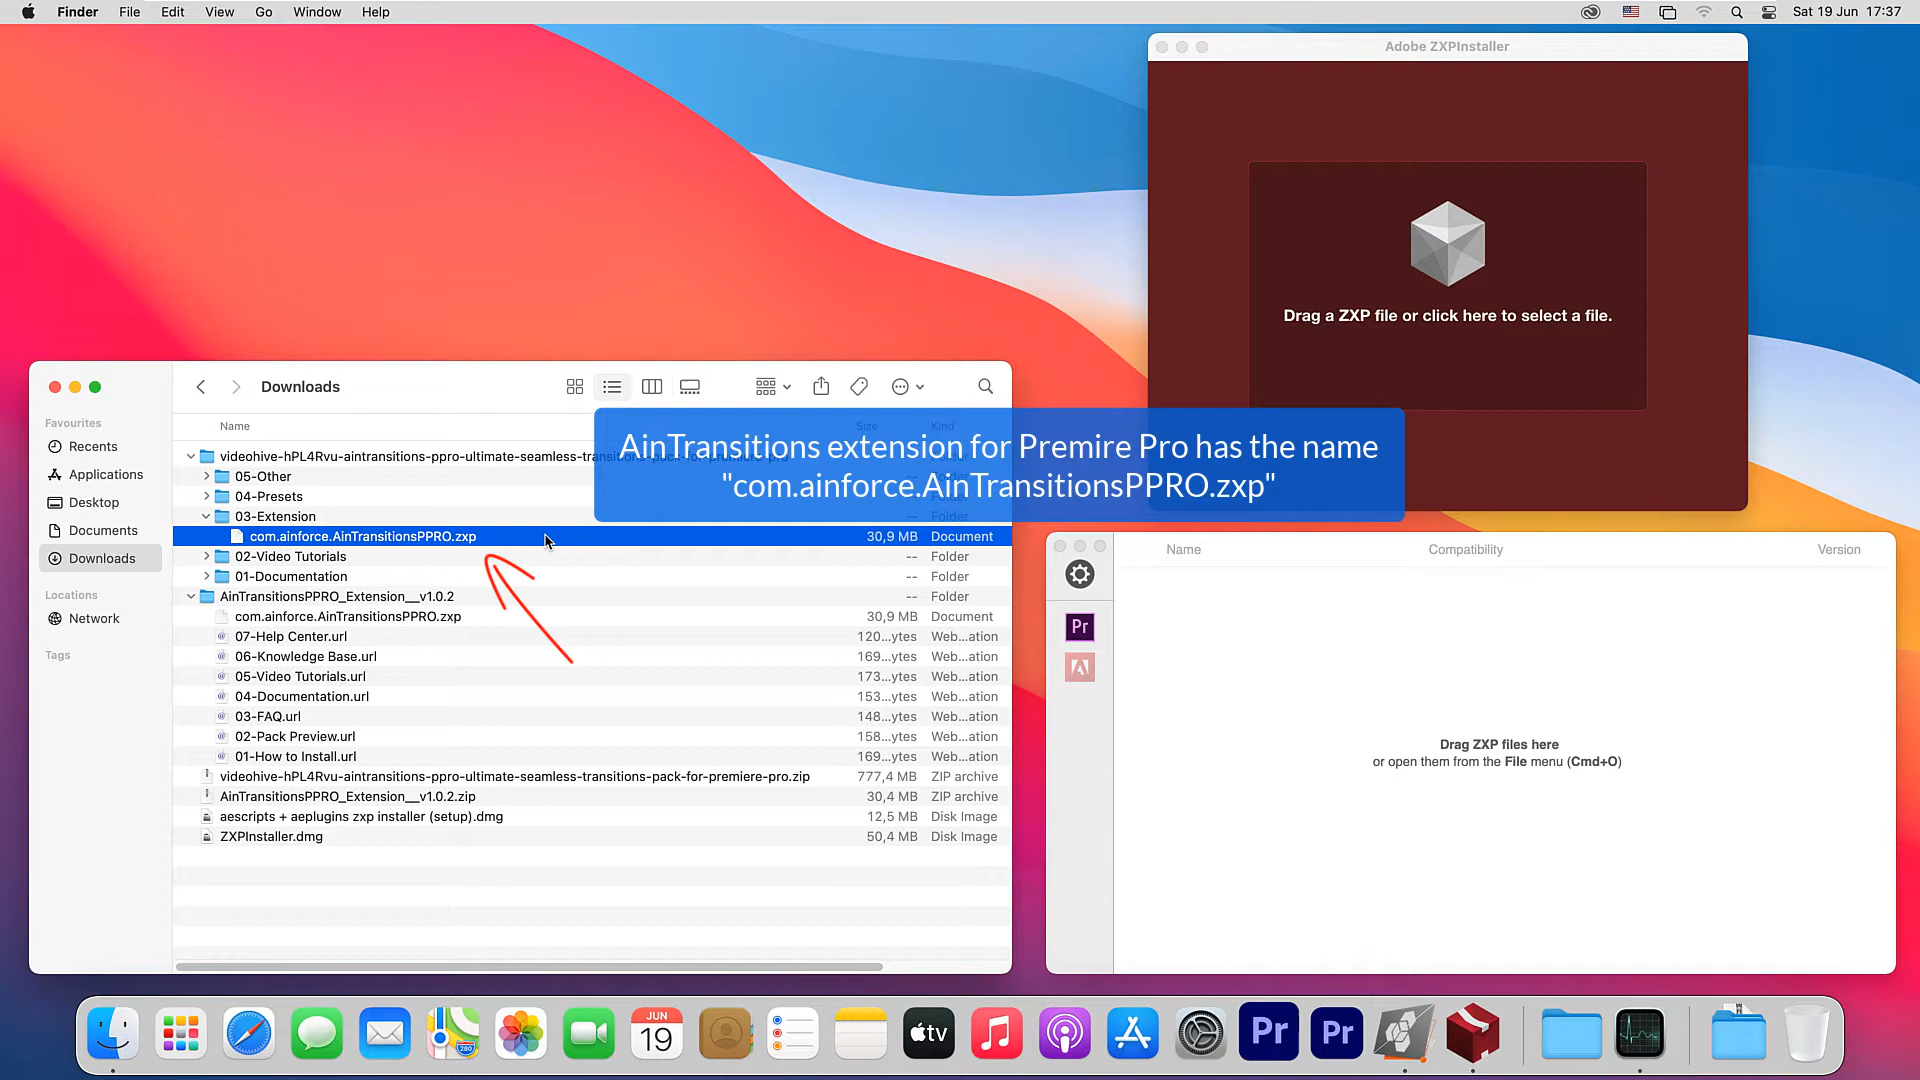 Finder File Edit View Go Window Help
Sat 19 Jun 17:37
Adobe ZXPInstaller
Drag a ZXP file or click here to select a file.
Downloads
Favourites
Recents
Applications
Desktop
Documents
Downloads
Locations
Network
Tags
Name Size Kind
AinTransitions extension for Premire Pro has the name
"com.ainforce.AinTransitionsPPRO.zxp"
videohive-hPL4Rvu-aintransitions-ppro-ultimate-seamless-transitions-pack-for-premiere-pro
05-Other
04-Presets
03-Extension Folder
com.ainforce.AinTransitionsPPRO.zxp 30,9 MB Document
02-Video Tutorials -- Folder
01-Documentation -- Folder
AinTransitionsPPRO_Extension__v1.0.2 -- Folder
com.ainforce.AinTransitionsPPRO.zxp 30,9 MB Document
07-Help Center.url 120...ytes Web...ation
06-Knowledge Base.url 169...ytes Web...ation
05-Video Tutorials.url 173...ytes Web...ation
04-Documentation.url 153...ytes Web...ation
03-FAQ.url 148...ytes Web...ation
02-Pack Preview.url 158...ytes Web...ation
01-How to Install.url 169...ytes Web...ation
videohive-hPL4Rvu-aintransitions-ppro-ultimate-seamless-transitions-pack-for-premiere-pro.zip 777,4 MB ZIP archive
AinTransitionsPPRO_Extension__v1.0.2.zip 30,4 MB ZIP archive
aescripts + aeplugins zxp installer (setup).dmg 12,5 MB Disk Image
ZXPInstaller.dmg 50,4 MB Disk Image
Name Compatibility Version
Pr
Drag ZXP files here
or open them from the File menu (Cmd+O)
280
JUN
19
tv
Pr
Pr